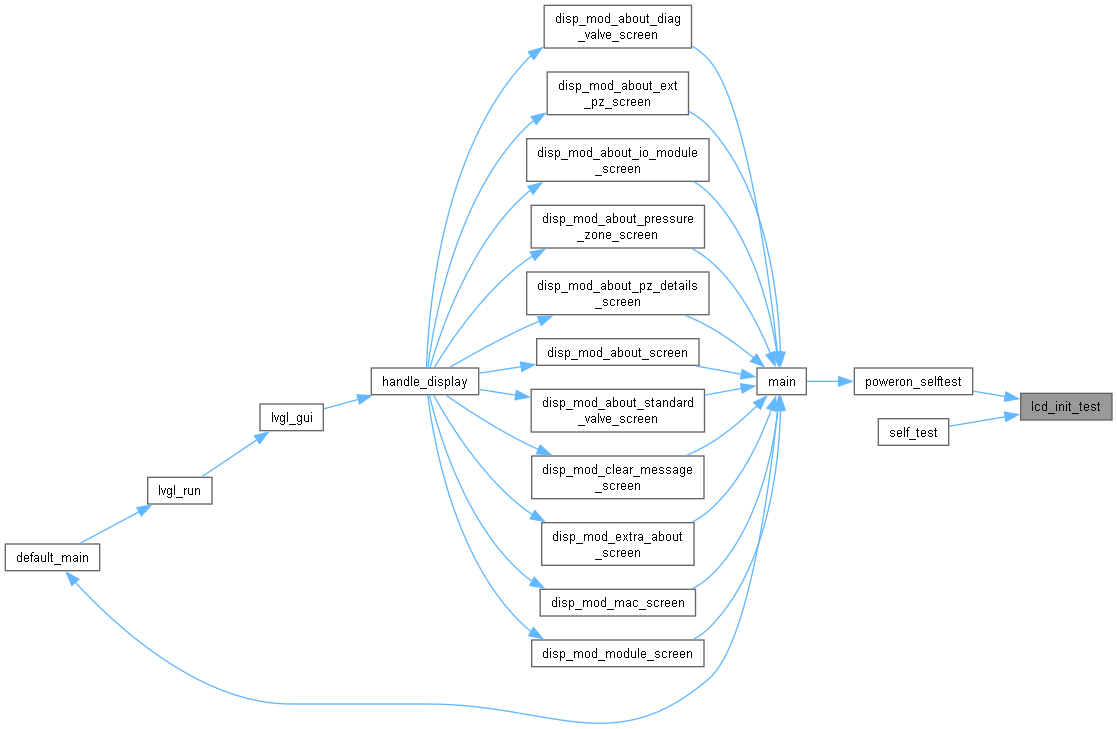 disp_mod_about_diag
_valve_screen
disp_mod_about_ext
_pz_screen
disp_mod_about_io_module
_screen
disp_mod_about_pressure
_zone_screen
disp_mod_about_pz_details
_screen
disp_mod_about_screen
handle_display
main
poweron_selftest
disp_mod_about_standard
_valve_screen
lcd_init_test
lvgl_gui
self_test
disp_mod_clear_message
_screen
lvgl_run
disp_mod_extra_about
_screen
default_main
disp_mod_mac_screen
disp_mod_module_screen